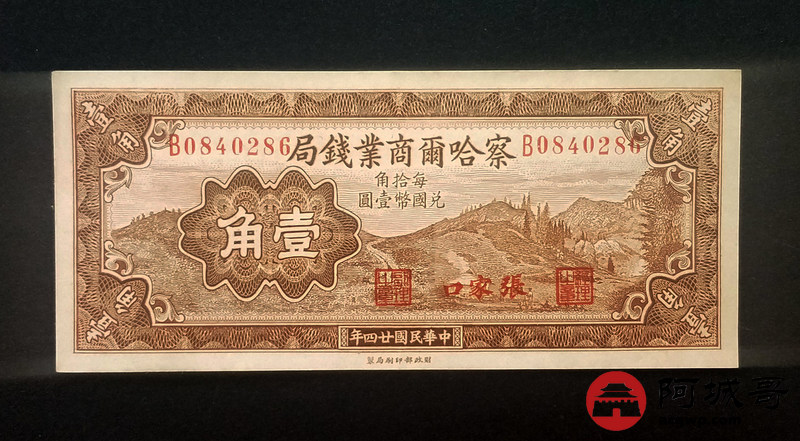 壹角
壹角
B0840286
察哈爾商業錢局
B0840286
每拾角
兑國幣壹圓
壹角
張家口
壹角
壹角
中華民國廿四年
財政部印刷局製
阿城哥